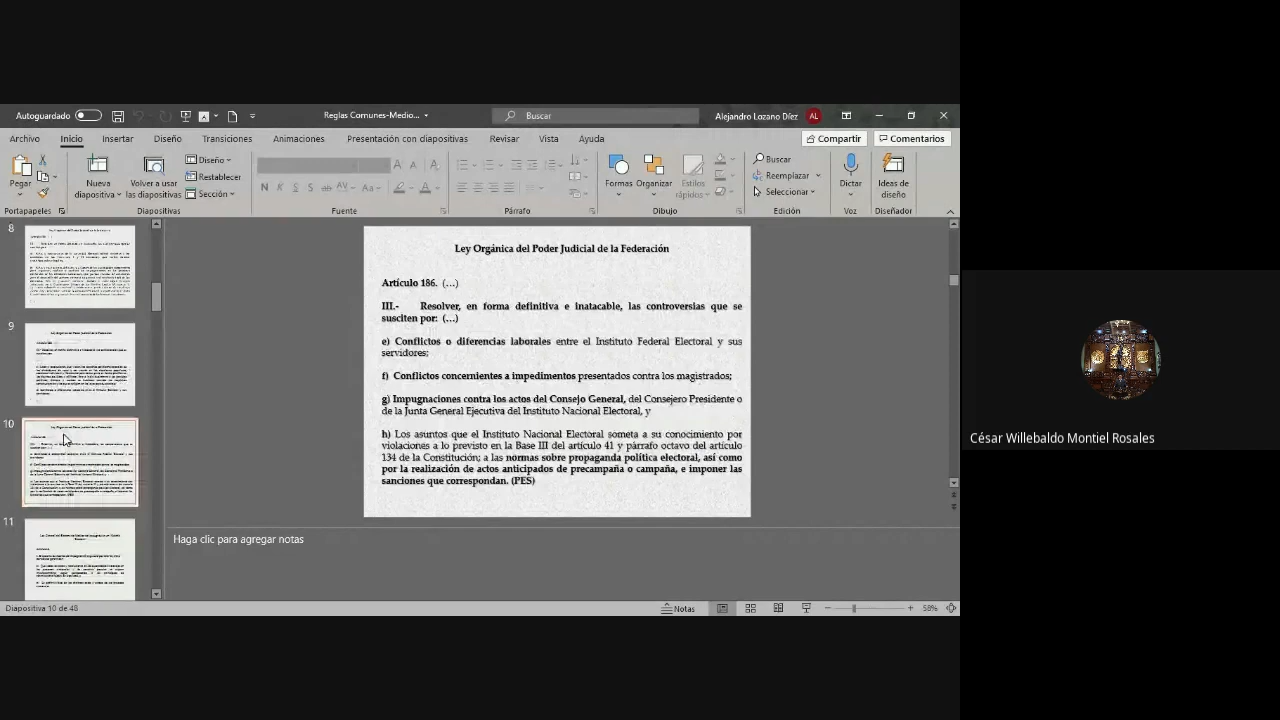 Autoguardado
Reglas Comunes-Medio...
Buscar
Alejandro Lozano Díez
AL
Archivo
Inicio
Insertar
Diseño
Transiciones
Animaciones
Presentación con diapositivas
Revisar
Vista
Ayuda
Compartir
Comentarios
Pegar
Nueva diapositiva
Volver a usar las diapositivas
Diseño
Restablecer
Sección
N K S S ab AV Aa A
Formas
Organizar
Estilos rápidos
Buscar
Reemplazar
Seleccionar
Dictar
Ideas de diseño
Portapapeles
Diapositivas
Fuente
Párrafo
Dibujo
Edición
Voz
Diseñador
8
9
10
11
Ley Orgánica del Poder Judicial de la Federación
Artículo 186. (…)
III.- Resolver, en forma definitiva e inatacable, las controversias que se
susciten por: (…)
e) Conflictos o diferencias laborales entre el Instituto Federal Electoral y sus
servidores;
f) Conflictos concernientes a impedimentos presentados contra los magistrados;
g) Impugnaciones contra los actos del Consejo General, del Consejero Presidente o
de la Junta General Ejecutiva del Instituto Nacional Electoral, y
h) Los asuntos que el Instituto Nacional Electoral someta a su conocimiento por
violaciones a lo previsto en la Base III del artículo 41 y párrafo octavo del artículo
134 de la Constitución; a las normas sobre propaganda política electoral, así como
por la realización de actos anticipados de precampaña o campaña, e imponer las
sanciones que correspondan. (PES)
Haga clic para agregar notas
Diapositiva 10 de 48
Notas
58%
César Willebaldo Montiel Rosales